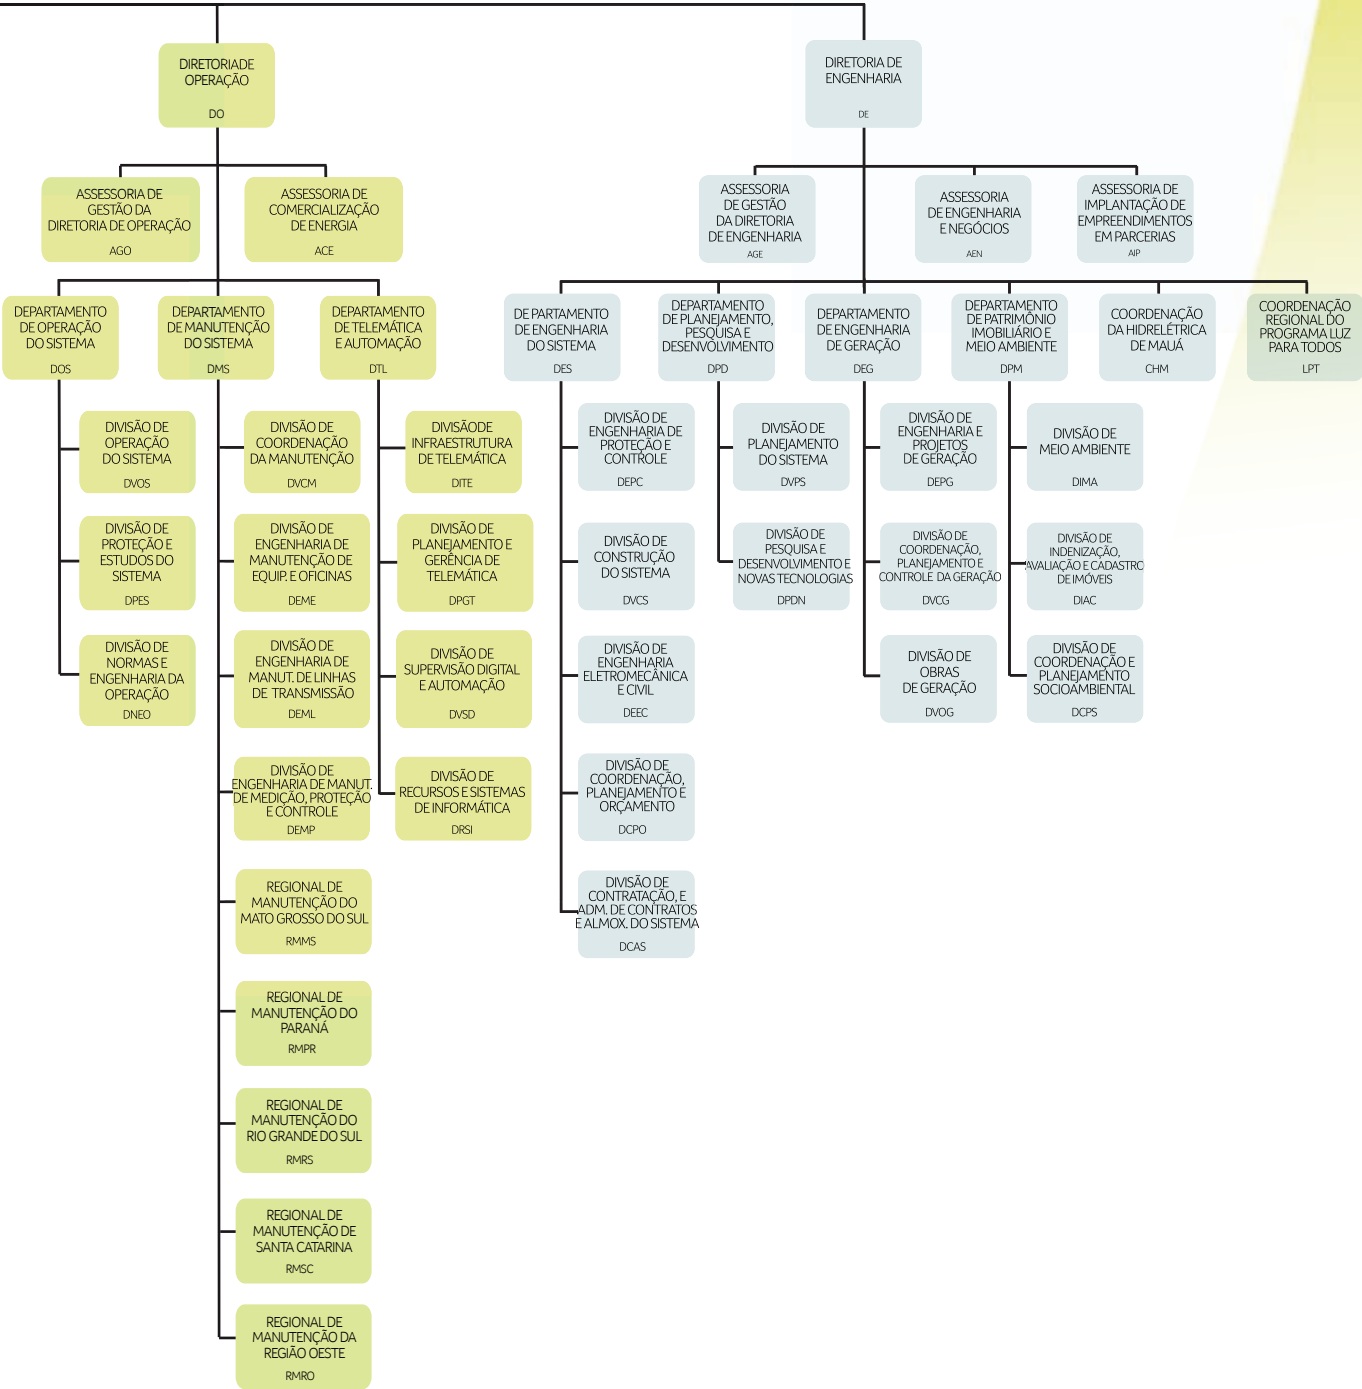 DIRETORIADE
OPERAÇÃO
DO
DIRETORIA DE
ENGENHARIA
DE
ASSESSORIA DE
GESTÃO DA
DIRETORIA DE OPERAÇÃO
AGO
ASSESSORIA DE
COMERCIALIZAÇÃO
DE ENERGIA
ACE
ASSESSORIA
DE GESTÃO
DA DIRETORIA
DE ENGENHARIA
AGE
ASSESSORIA
DE ENGENHARIA
E NEGÓCIOS
AEN
ASSESSORIA DE
IMPLANTAÇÃO DE
EMPREENDIMENTOS
EM PARCERIAS
AIP
DEPARTAMENTO
DE OPERAÇÃO
DO SISTEMA
DOS
DEPARTAMENTO
DE MANUTENÇÃO
DO SISTEMA
DMS
DEPARTAMENTO
DE TELEMÁTICA
E AUTOMAÇÃO
DTL
DE PARTAMENTO
DE ENGENHARIA
DO SISTEMA
DES
DEPARTAMENTO
DE PLANEJAMENTO,
PESQUISA E
DESENVOLVIMENTO
DPD
DEPARTAMENTO
DE ENGENHARIA
DE GERAÇÃO
DEG
DEPARTAMENTO
DE PATRIMÔNIO
IMOBILIÁRIO E
MEIO AMBIENTE
DPM
COORDENAÇÃO
DA HIDRELÉTRICA
DE MAUÁ
CHM
COORDENAÇÃO
REGIONAL DO
PROGRAMA LUZ
PARA TODOS
LPT
DIVISÃO DE
OPERAÇÃO
DO SISTEMA
DVOS
DIVISÃO DE
PROTEÇÃO E
ESTUDOS DO
SISTEMA
DPES
DIVISÃO DE
NORMAS E
ENGENHARIA DA
OPERAÇÃO
DNEO
DIVISÃO DE
COORDENAÇÃO
DA MANUTENÇÃO
DVCM
DIVISÃO DE
ENGENHARIA DE
MANUTENÇÃO DE
EQUIP. E OFICINAS
DEME
DIVISÃO DE
ENGENHARIA DE
MANUT. DE LINHAS
DE TRANSMISSÃO
DEML
DIVISÃO DE
ENGENHARIA DE MANUT.
DE MEDIÇÃO, PROTEÇÃO
E CONTROLE
DEMP
REGIONAL DE
MANUTENÇÃO DO
MATO GROSSO DO SUL
RMMS
REGIONAL DE
MANUTENÇÃO DO
PARANÁ
RMPR
REGIONAL DE
MANUTENÇÃO DO
RIO GRANDE DO SUL
RMRS
REGIONAL DE
MANUTENÇÃO DE
SANTA CATARINA
RMSC
REGIONAL DE
MANUTENÇÃO DA
REGIÃO OESTE
RMRO
DIVISÃODE
INFRAESTRUTURA
DE TELEMÁTICA
DITE
DIVISÃO DE
PLANEJAMENTO E
GERÊNCIA DE
TELEMÁTICA
DPGT
DIVISÃO DE
SUPERVISÃO DIGITAL
E AUTOMAÇÃO
DVSD
DIVISÃO DE
RECURSOS E SISTEMAS
DE INFORMÁTICA
DRSI
DIVISÃO DE
ENGENHARIA DE
PROTEÇÃO E
CONTROLE
DEPC
DIVISÃO DE
CONSTRUÇÃO
DO SISTEMA
DVCS
DIVISÃO DE
ENGENHARIA
ELETROMECÂNICA
E CIVIL
DEEC
DIVISÃO DE
COORDENAÇÃO,
PLANEJAMENTO E
ORÇAMENTO
DCPO
DIVISÃO DE
CONTRATAÇÃO, E
ADM. DE CONTRATOS
E ALMOX. DO SISTEMA
DCAS
DIVISÃO DE
PLANEJAMENTO
DO SISTEMA
DVPS
DIVISÃO DE
PESQUISA E
DESENVOLVIMENTO E
NOVAS TECNOLOGIAS
DPDN
DIVISÃO DE
ENGENHARIA E
PROJETOS
DE GERAÇÃO
DEPG
DIVISÃO DE
COORDENAÇÃO,
PLANEJAMENTO E
CONTROLE DA GERAÇÃO
DVCG
DIVISÃO DE
OBRAS
DE GERAÇÃO
DVOG
DIVISÃO DE
MEIO AMBIENTE
DIMA
DIVISÃO DE
INDENIZAÇÃO,
AVALIAÇÃO E CADASTRO
DE IMÓVEIS
DIAC
DIVISÃO DE
COORDENAÇÃO E
PLANEJAMENTO
SOCIOAMBIENTAL
DCPS